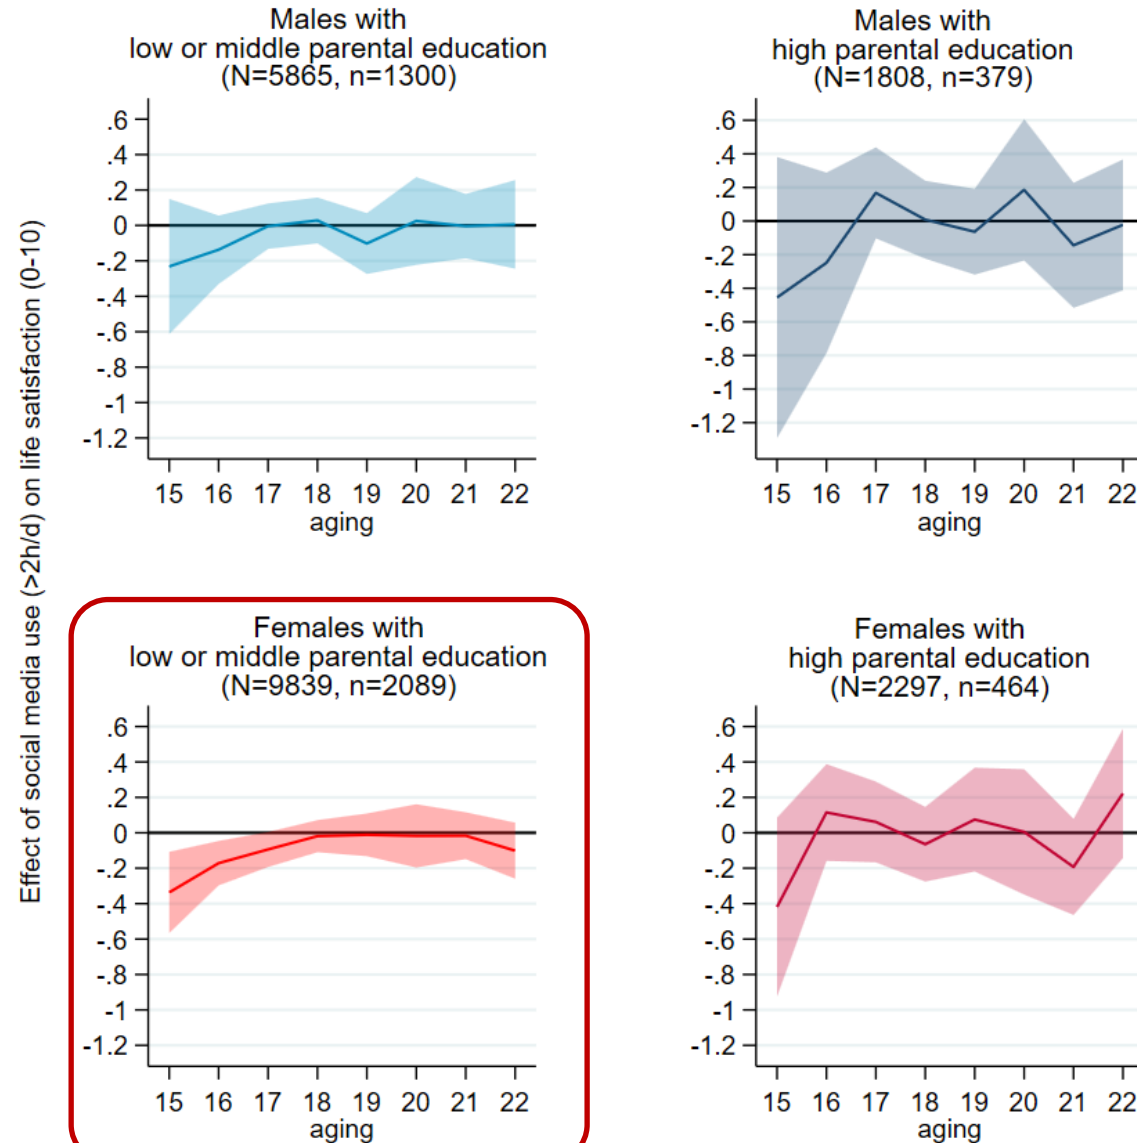 Effect of social media use (>2h/d) on life satisfaction (0-10)
Males with
low or middle parental education
(N=5865, n=1300)
.6
.4
.2
0
-.2
-.4
-.6
-.8
-1
-1.2
15 16 17 18 19 20 21 22
aging
Males with
high parental education
(N=1808, n=379)
.6
.4
.2
0
-.2
-.4
-.6
-.8
-1
-1.2
15 16 17 18 19 20 21 22
aging
Females with
low or middle parental education
(N=9839, n=2089)
.6
.4
.2
0
-.2
-.4
-.6
-.8
-1
-1.2
15 16 17 18 19 20 21 22
aging
Females with
high parental education
(N=2297, n=464)
.6
.4
.2
0
-.2
-.4
-.6
-.8
-1
-1.2
15 16 17 18 19 20 21 22
aging